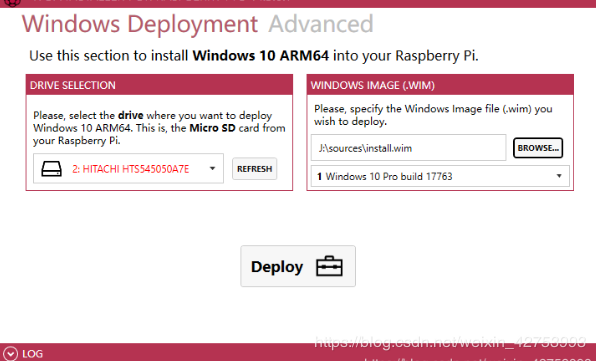 Windows Deployment Advanced
Use this section to install Windows 10 ARM64 into your Raspberry Pi.
DRIVE SELECTION
Please, select the drive where you want to deploy
Windows 10 ARM64. This is, the Micro SD card from
your Raspberry Pi.
2: HITACHI HTS545050A7E
REFRESH
WINDOWS IMAGE (.WIM)
Please, specify the Windows Image file (.wim) you
wish to deploy.
J:\sources\install.wim
BROWSE...
1 Windows 10 Pro build 17763
Deploy
https://blog.csdn.net/weixin_42753993
LOG